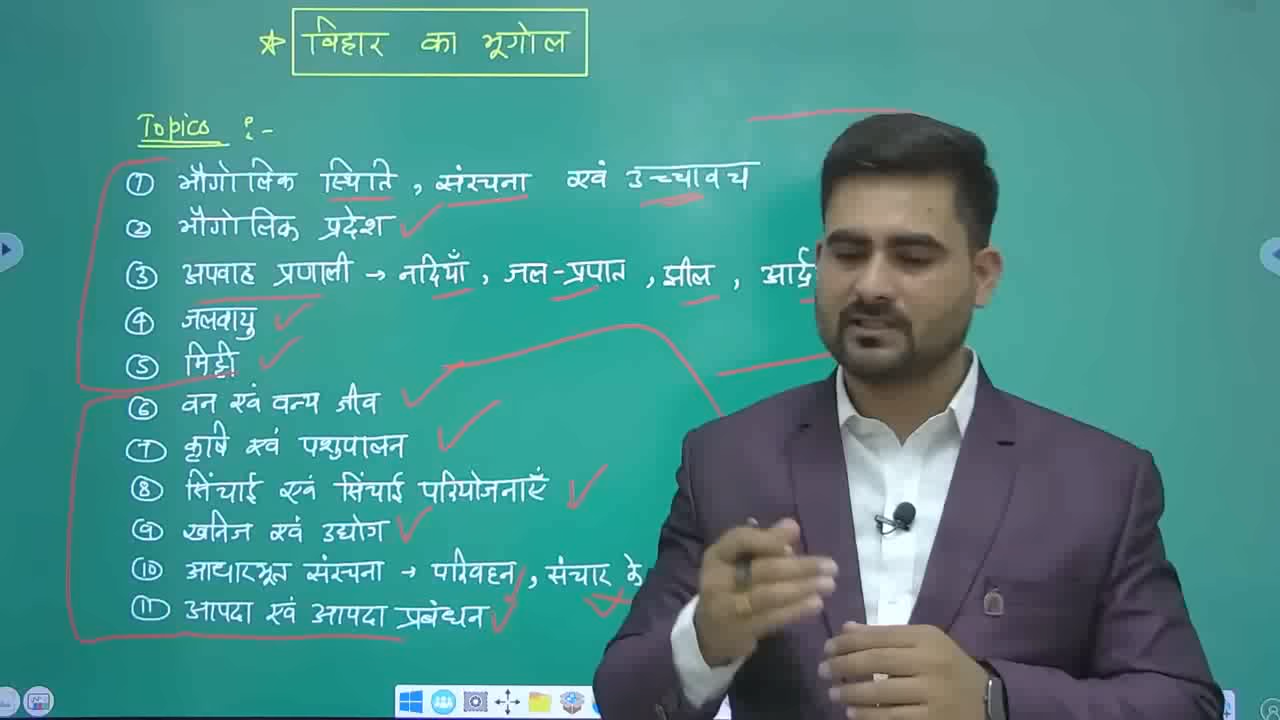 ☆ बिहार का भूगोल
Topics :-
① भौगोलिक स्थिति, संरचना एवं उच्चावच
② भौगोलिक प्रदेश
③ अपवाह प्रणाली → नदियाँ, जल-प्रपात, झील, आर्द्र
④ जलवायु
⑤ मिट्टी
⑥ वन एवं वन्य जीव
⑦ कृषि एवं पशुपालन
⑧ सिंचाई एवं सिंचाई परियोजनाएँ
⑨ खनिज एवं उद्योग
⑩ आधारभूत संरचना → परिवहन, संचार के
⑪ आपदा एवं आपदा प्रबंधन